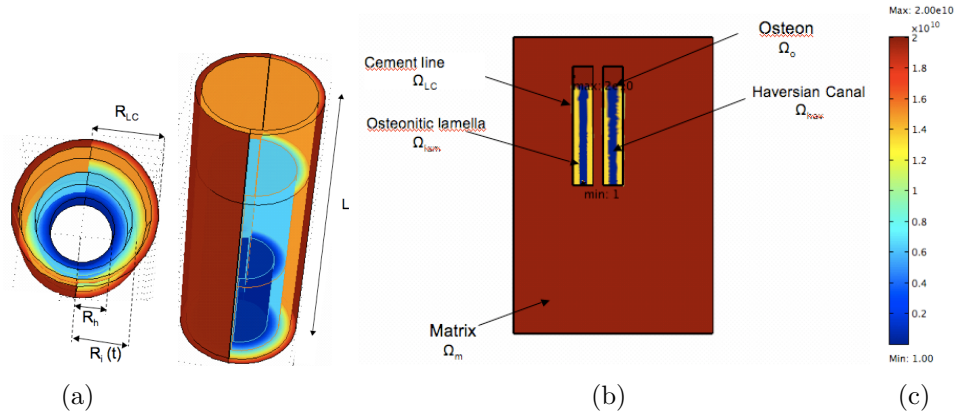 R_LC
L
R_h
R_i (t)
(a)
Cement line
Ω_LC
Osteonitic lamella
Ω_lam
Osteon
Ω_o
Haversian Canal
Ω_hav
min: 1
Matrix
Ω_m
(b)
Max: 2.00e10
x10^10
2
1.8
1.6
1.4
1.2
1
0.8
0.6
0.4
0.2
0
Min: 1.00
(c)